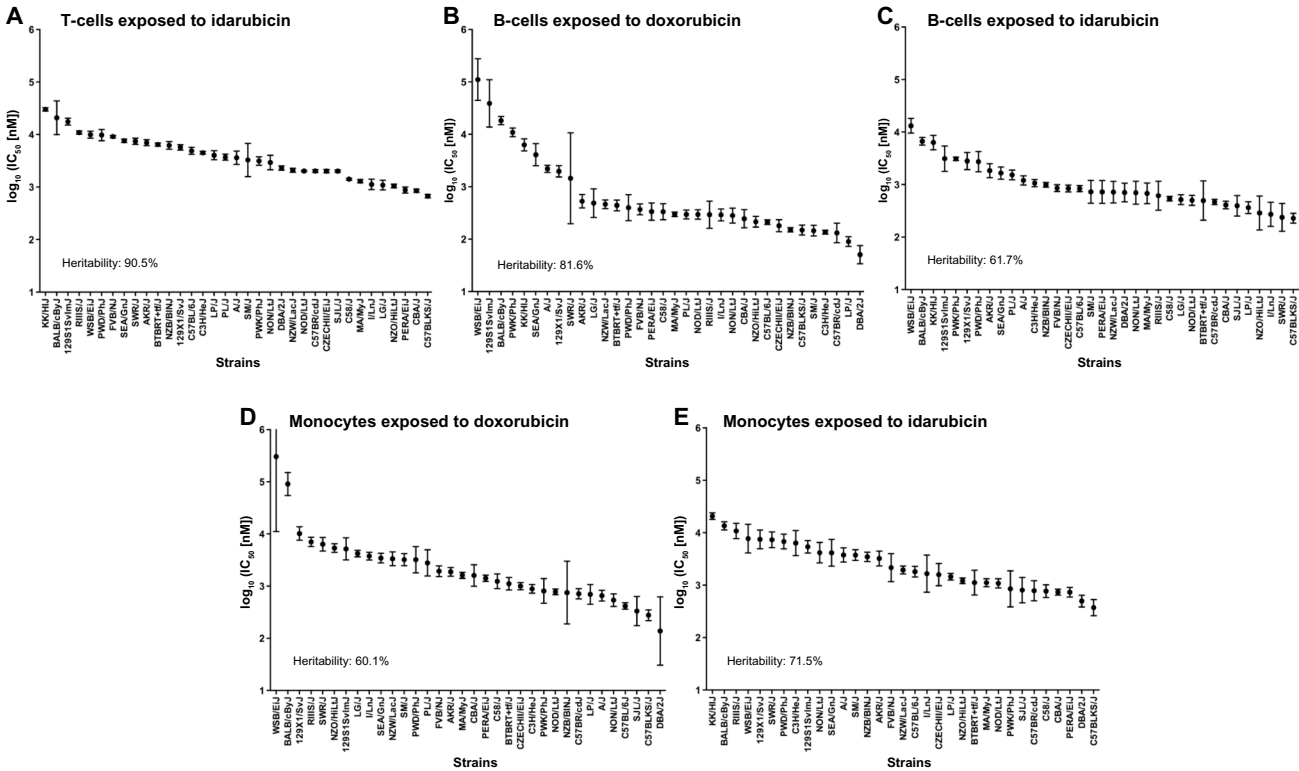 A T-cells exposed to idarubicin
6
5
4
3
2
1
log10 (IC50 [nM])
Heritability: 90.5%
KK/HIJ
BALB/cByJ
129S1SvImJ
RIIIS/J
WSB/EiJ
PWD/PhJ
FVB/NJ
SEA/GnJ
SWR/J
AKR/J
BTBRT+tf/J
NZB/BINJ
129X1/SvJ
C57BL/6J
C3H/HeJ
LP/J
PL/J
A/J
SM/J
PWK/PhJ
NON/LtJ
DBA/2J
NZW/LacJ
NOD/LtJ
C57BR/cdJ
CZECHII/EiJ
SJL/J
C58/J
MA/MyJ
I/LnJ
LG/J
NZO/HILtJ
PERA/EiJ
CBA/J
C57BLKS/J
Strains
B B-cells exposed to doxorubicin
6
5
4
3
2
1
log10 (IC50 [nM])
Heritability: 81.6%
WSB/EiJ
129S1SvImJ
BALB/cByJ
PWK/PhJ
KK/HIJ
SEA/GnJ
A/J
129X1/SvJ
SWR/J
AKR/J
LG/J
NZW/LacJ
BTBRT+tf/J
PWD/PhJ
FVB/NJ
PERA/EiJ
C58/J
MA/MyJ
PL/J
NOD/LtJ
RIIIS/J
I/LnJ
NON/LtJ
CBA/J
NZO/HILtJ
C57BL/6J
CZECHII/EiJ
NZB/BINJ
C57BLKS/J
SM/J
C3H/HeJ
C57BR/cdJ
LP/J
DBA/2J
Strains
C B-cells exposed to idarubicin
6
5
4
3
2
1
log10 (IC50 [nM])
Heritability: 61.7%
WSB/EiJ
BALB/cByJ
KK/HIJ
129S1SvImJ
PWK/PhJ
129X1/SvJ
PWD/PhJ
AKR/J
SEA/GnJ
PL/J
A/J
C3H/HeJ
NZB/BINJ
FVB/NJ
CZECHII/EiJ
C57BL/6J
SM/J
PERA/EiJ
NZW/LacJ
DBA/2J
NON/LtJ
MA/MyJ
RIIIS/J
C58/J
LG/J
NOD/LtJ
BTBRT+tf/J
C57BR/cdJ
CBA/J
SJL/J
LP/J
NZO/HILtJ
I/LnJ
SWR/J
C57BLKS/J
Strains
D Monocytes exposed to doxorubicin
6
5
4
3
2
1
log10 (IC50 [nM])
Heritability: 60.1%
WSB/EiJ
BALB/cByJ
129X1/SvJ
RIIIS/J
SWR/J
NZO/HILtJ
129S1SvImJ
LG/J
I/LnJ
SEA/GnJ
NZW/LacJ
SM/J
PWD/PhJ
PL/J
FVB/NJ
AKR/J
MA/MyJ
CBA/J
PERA/EiJ
C58/J
BTBRT+tf/J
CZECHII/EiJ
C3H/HeJ
PWK/PhJ
NOD/LtJ
NZB/BINJ
C57BR/cdJ
LP/J
A/J
NON/LtJ
C57BL/6J
SJL/J
C57BLKS/J
DBA/2J
Strains
E Monocytes exposed to idarubicin
6
5
4
3
2
1
log10 (IC50 [nM])
Heritability: 71.5%
KK/HIJ
BALB/cByJ
RIIIS/J
WSB/EiJ
129X1/SvJ
SWR/J
PWD/PhJ
C3H/HeJ
129S1SvImJ
NON/LtJ
SEA/GnJ
A/J
SM/J
NZB/BINJ
AKR/J
FVB/NJ
NZW/LacJ
C57BL/6J
I/LnJ
CZECHII/EiJ
LP/J
NZO/HILtJ
BTBRT+tf/J
MA/MyJ
NOD/LtJ
PWK/PhJ
SJL/J
C57BR/cdJ
C58/J
CBA/J
PERA/EiJ
DBA/2J
C57BLKS/J
Strains